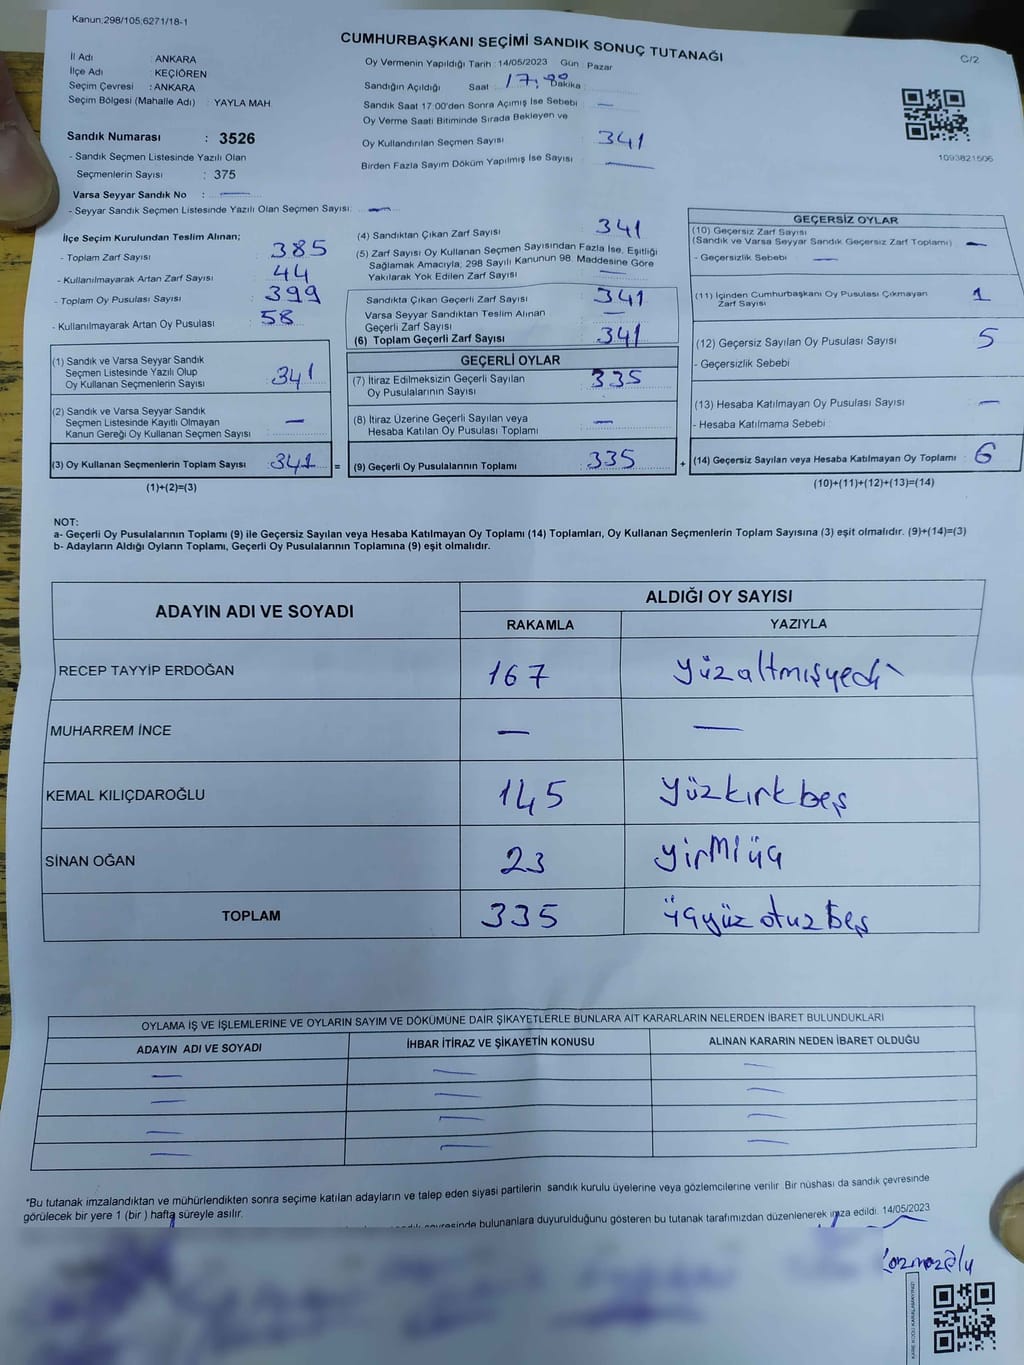 Kanun;298/105;6271/18-1
CUMHURBAŞKANI SEÇİMİ SANDIK SONUÇ TUTANAĞI
C/2
İl Adı : ANKARA
İlçe Adı : KEÇİÖREN
Seçim Çevresi : ANKARA
Seçim Bölgesi (Mahalle Adı) : YAYLA MAH.
Sandık Numarası : 3526
- Sandık Seçmen Listesinde Yazılı Olan
Seçmenlerin Sayısı : 375
Varsa Seyyar Sandık No : —
- Seyyar Sandık Seçmen Listesinde Yazılı Olan Seçmen Sayısı: —
Oy Vermenin Yapıldığı Tarih : 14/05/2023 Gün : Pazar
Sandığın Açıldığı Saat : 17:00 Dakika
Sandık Saat 17:00'den Sonra Açımış İse Sebebi —
Oy Verme Saati Bitiminde Sırada Bekleyen ve
Oy Kullandırılan Seçmen Sayısı 341
Birden Fazla Sayım Döküm Yapılmış İse Sayısı —
1093821506
İlçe Seçim Kurulundan Teslim Alınan;
- Toplam Zarf Sayısı : 385
- Kullanılmayarak Artan Zarf Sayısı : 44
- Toplam Oy Pusulası Sayısı : 399
- Kullanılmayarak Artan Oy Pusulası : 58
(1) Sandık ve Varsa Seyyar Sandık
Seçmen Listesinde Yazılı Olup
Oy Kullanan Seçmenlerin Sayısı : 341
(2) Sandık ve Varsa Seyyar Sandık
Seçmen Listesinde Kayıtlı Olmayan
Kanun Gereği Oy Kullanan Seçmen Sayısı : —
(3) Oy Kullanan Seçmenlerin Toplam Sayısı : 341 =
(1)+(2)=(3)
(4) Sandıktan Çıkan Zarf Sayısı : 341
(5) Zarf Sayısı Oy Kullanan Seçmen Sayısından Fazla İse, Eşitliği
Sağlamak Amacıyla, 298 Sayılı Kanunun 98. Maddesine Göre
Yakılarak Yok Edilen Zarf Sayısı : —
Sandıkta Çıkan Geçerli Zarf Sayısı : 341
Varsa Seyyar Sandıktan Teslim Alınan
Geçerli Zarf Sayısı : —
(6) Toplam Geçerli Zarf Sayısı : 341
GEÇERLİ OYLAR
(7) İtiraz Edilmeksizin Geçerli Sayılan
Oy Pusulalarının Sayısı : 335
(8) İtiraz Üzerine Geçerli Sayılan veya
Hesaba Katılan Oy Pusulası Toplamı : —
(9) Geçerli Oy Pusulalarının Toplamı : 335 +
GEÇERSİZ OYLAR
(10) Geçersiz Zarf Sayısı
(Sandık ve Varsa Seyyar Sandık Geçersiz Zarf Toplamı) : —
- Geçersizlik Sebebi : —
(11) İçinden Cumhurbaşkanı Oy Pusulası Çıkmayan
Zarf Sayısı : 1
(12) Geçersiz Sayılan Oy Pusulası Sayısı : 5
- Geçersizlik Sebebi
(13) Hesaba Katılmayan Oy Pusulası Sayısı : —
- Hesaba Katılmama Sebebi :
(14) Geçersiz Sayılan veya Hesaba Katılmayan Oy Toplamı : 6
(10)+(11)+(12)+(13)=(14)
NOT:
a- Geçerli Oy Pusulalarının Toplamı (9) ile Geçersiz Sayılan veya Hesaba Katılmayan Oy Toplamı (14) Toplamları, Oy Kullanan Seçmenlerin Toplam Sayısına (3) eşit olmalıdır. (9)+(14)=(3)
b- Adayların Aldığı Oyların Toplamı, Geçerli Oy Pusulalarının Toplamına (9) eşit olmalıdır.
ADAYIN ADI VE SOYADI
ALDIĞI OY SAYISI
RAKAMLA YAZIYLA
RECEP TAYYİP ERDOĞAN 167 yüzaltmışyedi
MUHARREM İNCE — —
KEMAL KILIÇDAROĞLU 145 yüzkırkbeş
SİNAN OĞAN 23 yirmiüç
TOPLAM 335 üçyüzotuzbeş
OYLAMA İŞ VE İŞLEMLERİNE VE OYLARIN SAYIM VE DÖKÜMÜNE DAİR ŞİKAYETLERLE BUNLARA AİT KARARLARIN NELERDEN İBARET BULUNDUKLARI
ADAYIN ADI VE SOYADI İHBAR İTİRAZ VE ŞİKAYETİN KONUSU ALINAN KARARIN NEDEN İBARET OLDUĞU
— — —
— — —
— — —
— — —
*Bu tutanak imzalandıktan ve mühürlendikten sonra seçime katılan adayların ve talep eden siyasi partilerin sandık kurulu üyelerine veya gözlemcilerine verilir. Bir nüshası da sandık çevresinde
görülecek bir yere 1 (bir ) hafta süreyle asılır.
çevresinde bulunanlara duyurulduğunu gösteren bu tutanak tarafımızdan düzenlenerek imza edildi. 14/05/2023